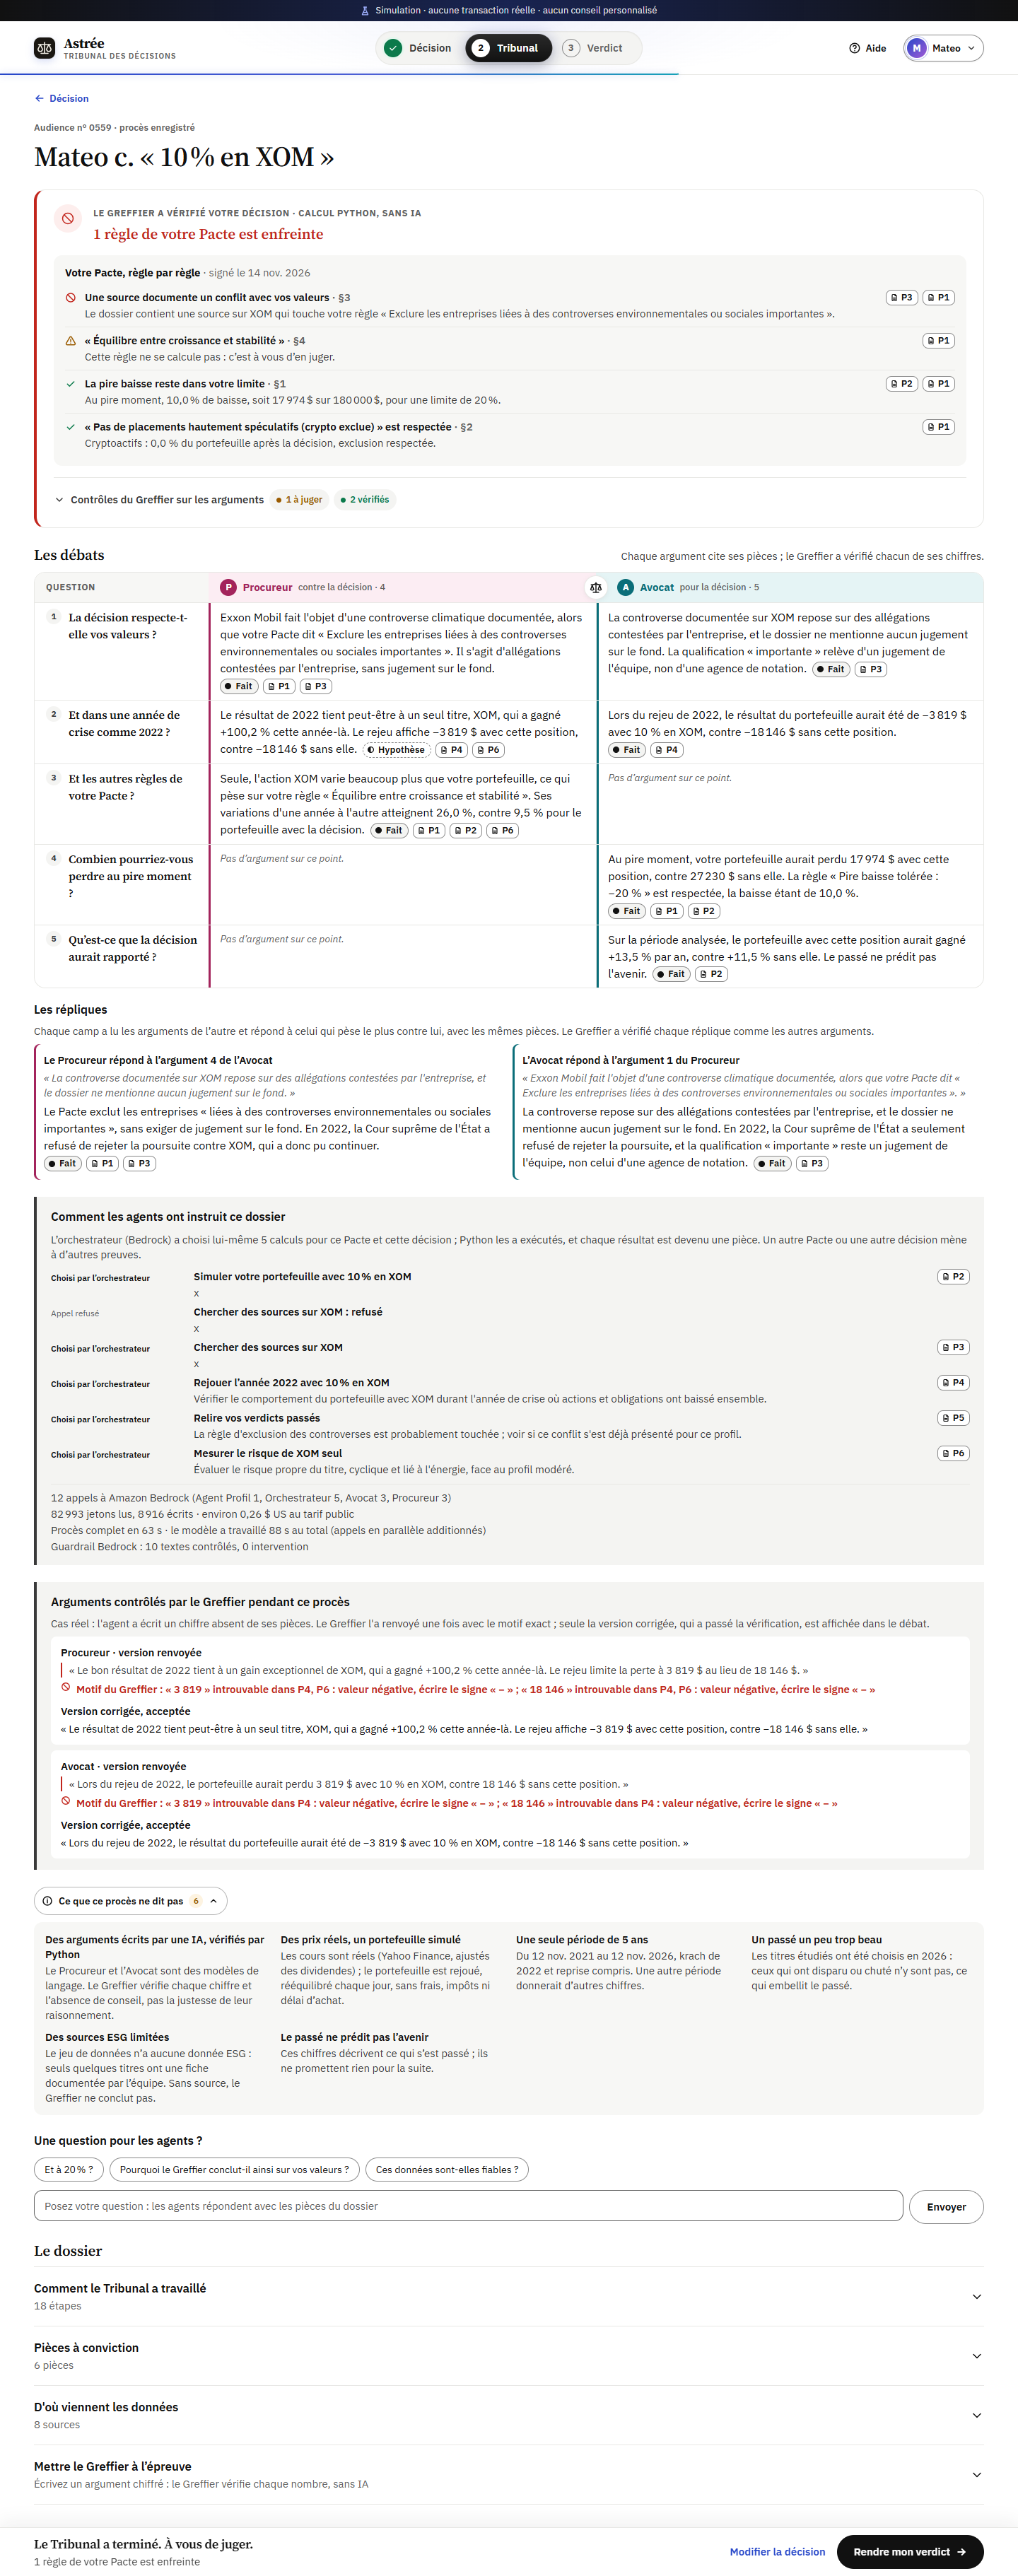 Simulation · aucune transaction réelle · aucun conseil personnalisé
Astrée
TRIBUNAL DES DÉCISIONS
Décision
2 Tribunal
3 Verdict
Aide
M Mateo
← Décision
Audience n° 0559 · procès enregistré
Mateo c. « 10 % en XOM »
LE GREFFIER A VÉRIFIÉ VOTRE DÉCISION · CALCUL PYTHON, SANS IA
1 règle de votre Pacte est enfreinte
Votre Pacte, règle par règle · signé le 14 nov. 2026
Une source documente un conflit avec vos valeurs · §3
P3 P1
Le dossier contient une source sur XOM qui touche votre règle « Exclure les entreprises liées à des controverses environnementales ou sociales importantes ».
« Équilibre entre croissance et stabilité » · §4
P1
Cette règle ne se calcule pas : c’est à vous d’en juger.
La pire baisse reste dans votre limite · §1
P2 P1
Au pire moment, 10,0 % de baisse, soit 17 974 $ sur 180 000 $, pour une limite de 20 %.
« Pas de placements hautement spéculatifs (crypto exclue) » est respectée · §2
P1
Cryptoactifs : 0,0 % du portefeuille après la décision, exclusion respectée.
Contrôles du Greffier sur les arguments
1 à juger
2 vérifiés
Les débats
Chaque argument cite ses pièces ; le Greffier a vérifié chacun de ses chiffres.
QUESTION
P Procureur contre la décision · 4
A Avocat pour la décision · 5
1 La décision respecte-t-
elle vos valeurs ?
Exxon Mobil fait l'objet d'une controverse climatique documentée, alors
que votre Pacte dit « Exclure les entreprises liées à des controverses
environnementales ou sociales importantes ». Il s'agit d'allégations
contestées par l'entreprise, sans jugement sur le fond.
Fait P1 P3
La controverse documentée sur XOM repose sur des allégations
contestées par l'entreprise, et le dossier ne mentionne aucun jugement
sur le fond. La qualification « importante » relève d'un jugement de
l'équipe, non d'une agence de notation. Fait P3
2 Et dans une année de
crise comme 2022 ?
Le résultat de 2022 tient peut-être à un seul titre, XOM, qui a gagné
+100,2 % cette année-là. Le rejeu affiche −3 819 $ avec cette position,
contre −18 146 $ sans elle. Hypothèse P4 P6
Lors du rejeu de 2022, le résultat du portefeuille aurait été de −3 819 $
avec 10 % en XOM, contre −18 146 $ sans cette position.
Fait P4
3 Et les autres règles de
votre Pacte ?
Seule, l'action XOM varie beaucoup plus que votre portefeuille, ce qui
pèse sur votre règle « Équilibre entre croissance et stabilité ». Ses
variations d'une année à l'autre atteignent 26,0 %, contre 9,5 % pour le
portefeuille avec la décision. Fait P1 P2 P6
Pas d’argument sur ce point.
4 Combien pourriez-vous
perdre au pire moment
?
Pas d’argument sur ce point.
Au pire moment, votre portefeuille aurait perdu 17 974 $ avec cette
position, contre 27 230 $ sans elle. La règle « Pire baisse tolérée :
−20 % » est respectée, la baisse étant de 10,0 %.
Fait P1 P2
5 Qu’est-ce que la décision
aurait rapporté ?
Pas d’argument sur ce point.
Sur la période analysée, le portefeuille avec cette position aurait gagné
+13,5 % par an, contre +11,5 % sans elle. Le passé ne prédit pas
l'avenir. Fait P2
Les répliques
Chaque camp a lu les arguments de l’autre et répond à celui qui pèse le plus contre lui, avec les mêmes pièces. Le Greffier a vérifié chaque réplique comme les autres arguments.
Le Procureur répond à l’argument 4 de l’Avocat
« La controverse documentée sur XOM repose sur des allégations contestées par l'entreprise, et
le dossier ne mentionne aucun jugement sur le fond. »
Le Pacte exclut les entreprises « liées à des controverses environnementales ou sociales
importantes », sans exiger de jugement sur le fond. En 2022, la Cour suprême de l'État a
refusé de rejeter la poursuite contre XOM, qui a donc pu continuer.
Fait P1 P3
L’Avocat répond à l’argument 1 du Procureur
« Exxon Mobil fait l'objet d'une controverse climatique documentée, alors que votre Pacte dit «
Exclure les entreprises liées à des controverses environnementales ou sociales importantes ». »
La controverse repose sur des allégations contestées par l'entreprise, et le dossier ne
mentionne aucun jugement sur le fond. En 2022, la Cour suprême de l'État a seulement
refusé de rejeter la poursuite, et la qualification « importante » reste un jugement de
l'équipe, non celui d'une agence de notation. Fait P3
Comment les agents ont instruit ce dossier
L’orchestrateur (Bedrock) a choisi lui-même 5 calculs pour ce Pacte et cette décision ; Python les a exécutés, et chaque résultat est devenu une pièce. Un autre Pacte ou une autre décision mène
à d’autres preuves.
Choisi par l’orchestrateur
Simuler votre portefeuille avec 10 % en XOM
P2
x
Appel refusé
Chercher des sources sur XOM : refusé
x
Choisi par l’orchestrateur
Chercher des sources sur XOM
P3
x
Choisi par l’orchestrateur
Rejouer l’année 2022 avec 10 % en XOM
P4
Vérifier le comportement du portefeuille avec XOM durant l'année de crise où actions et obligations ont baissé ensemble.
Choisi par l’orchestrateur
Relire vos verdicts passés
P5
La règle d'exclusion des controverses est probablement touchée ; voir si ce conflit s'est déjà présenté pour ce profil.
Choisi par l’orchestrateur
Mesurer le risque de XOM seul
P6
Évaluer le risque propre du titre, cyclique et lié à l'énergie, face au profil modéré.
12 appels à Amazon Bedrock (Agent Profil 1, Orchestrateur 5, Avocat 3, Procureur 3)
82 993 jetons lus, 8 916 écrits · environ 0,26 $ US au tarif public
Procès complet en 63 s · le modèle a travaillé 88 s au total (appels en parallèle additionnés)
Guardrail Bedrock : 10 textes contrôlés, 0 intervention
Arguments contrôlés par le Greffier pendant ce procès
Cas réel : l'agent a écrit un chiffre absent de ses pièces. Le Greffier l'a renvoyé une fois avec le motif exact ; seule la version corrigée, qui a passé la vérification, est affichée dans le débat.
Procureur · version renvoyée
« Le bon résultat de 2022 tient à un gain exceptionnel de XOM, qui a gagné +100,2 % cette année-là. Le rejeu limite la perte à 3 819 $ au lieu de 18 146 $. »
Motif du Greffier : « 3 819 » introuvable dans P4, P6 : valeur négative, écrire le signe « − » ; « 18 146 » introuvable dans P4, P6 : valeur négative, écrire le signe « − »
Version corrigée, acceptée
« Le résultat de 2022 tient peut-être à un seul titre, XOM, qui a gagné +100,2 % cette année-là. Le rejeu affiche −3 819 $ avec cette position, contre −18 146 $ sans elle. »
Avocat · version renvoyée
« Lors du rejeu de 2022, le portefeuille aurait perdu 3 819 $ avec 10 % en XOM, contre 18 146 $ sans cette position. »
Motif du Greffier : « 3 819 » introuvable dans P4 : valeur négative, écrire le signe « − » ; « 18 146 » introuvable dans P4 : valeur négative, écrire le signe « − »
Version corrigée, acceptée
« Lors du rejeu de 2022, le résultat du portefeuille aurait été de −3 819 $ avec 10 % en XOM, contre −18 146 $ sans cette position. »
Ce que ce procès ne dit pas 6
Des arguments écrits par une IA, vérifiés par
Python
Le Procureur et l’Avocat sont des modèles de
langage. Le Greffier vérifie chaque chiffre et
l’absence de conseil, pas la justesse de leur
raisonnement.
Des prix réels, un portefeuille simulé
Les cours sont réels (Yahoo Finance, ajustés
des dividendes) ; le portefeuille est rejoué,
rééquilibré chaque jour, sans frais, impôts ni
délai d’achat.
Une seule période de 5 ans
Du 12 nov. 2021 au 12 nov. 2026, krach de
2022 et reprise compris. Une autre période
donnerait d’autres chiffres.
Un passé un peu trop beau
Les titres étudiés ont été choisis en 2026 :
ceux qui ont disparu ou chuté n’y sont pas, ce
qui embellit le passé.
Des sources ESG limitées
Le jeu de données n’a aucune donnée ESG :
seuls quelques titres ont une fiche
documentée par l’équipe. Sans source, le
Greffier ne conclut pas.
Le passé ne prédit pas l’avenir
Ces chiffres décrivent ce qui s’est passé ; ils
ne promettent rien pour la suite.
Une question pour les agents ?
Et à 20 % ?
Pourquoi le Greffier conclut-il ainsi sur vos valeurs ?
Ces données sont-elles fiables ?
Posez votre question : les agents répondent avec les pièces du dossier
Envoyer
Le dossier
Comment le Tribunal a travaillé
18 étapes
Pièces à conviction
6 pièces
D'où viennent les données
8 sources
Mettre le Greffier à l’épreuve
Écrivez un argument chiffré : le Greffier vérifie chaque nombre, sans IA
Le Tribunal a terminé. À vous de juger.
1 règle de votre Pacte est enfreinte
Modifier la décision
Rendre mon verdict →